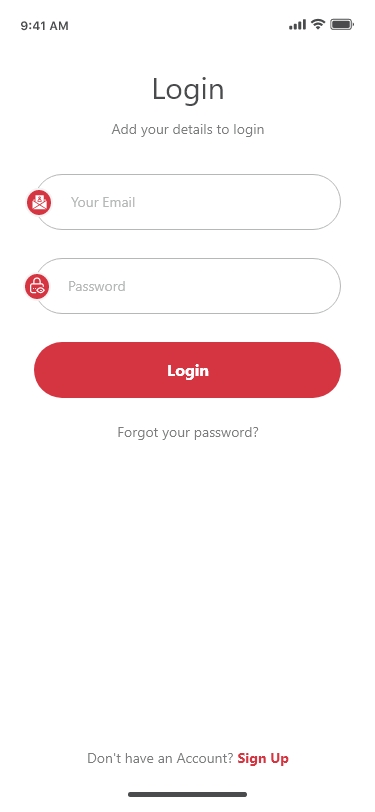 9:41 AM
Login
Add your details to login
Your Email
Password
Login
Forgot your password?
Don't have an Account? Sign Up